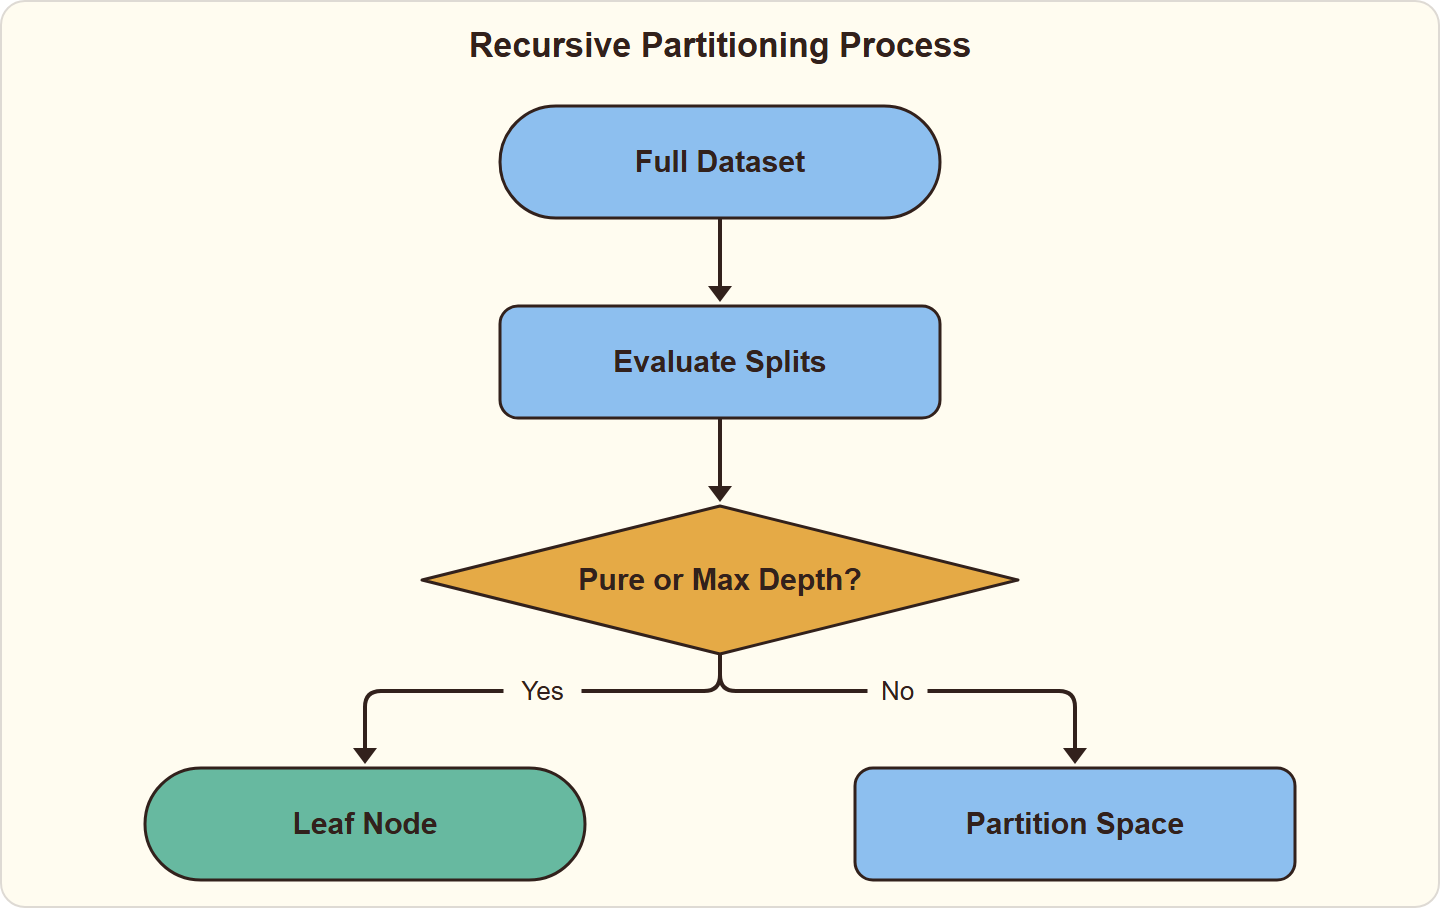 Recursive Partitioning Process
Full Dataset
Evaluate Splits
Pure or Max Depth?
Yes
No
Leaf Node
Partition Space